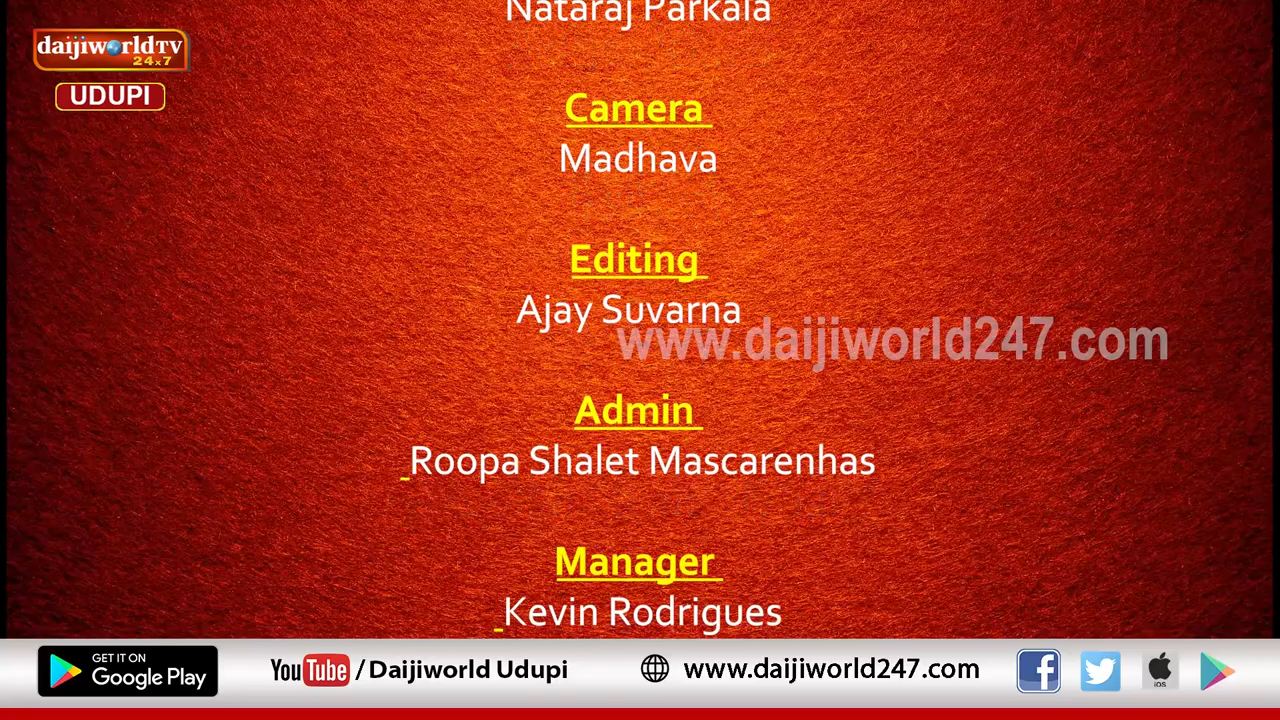 Nataraj Parkala
daijiworldTV
24x7
UDUPI
Camera
Madhava
Editing
Ajay Suvarna
www.daijiworld247.com
Admin
Roopa Shalet Mascarenhas
Manager
Kevin Rodrigues
GET IT ON
Google Play
YouTube /Daijiworld Udupi
www.daijiworld247.com
f
iOS